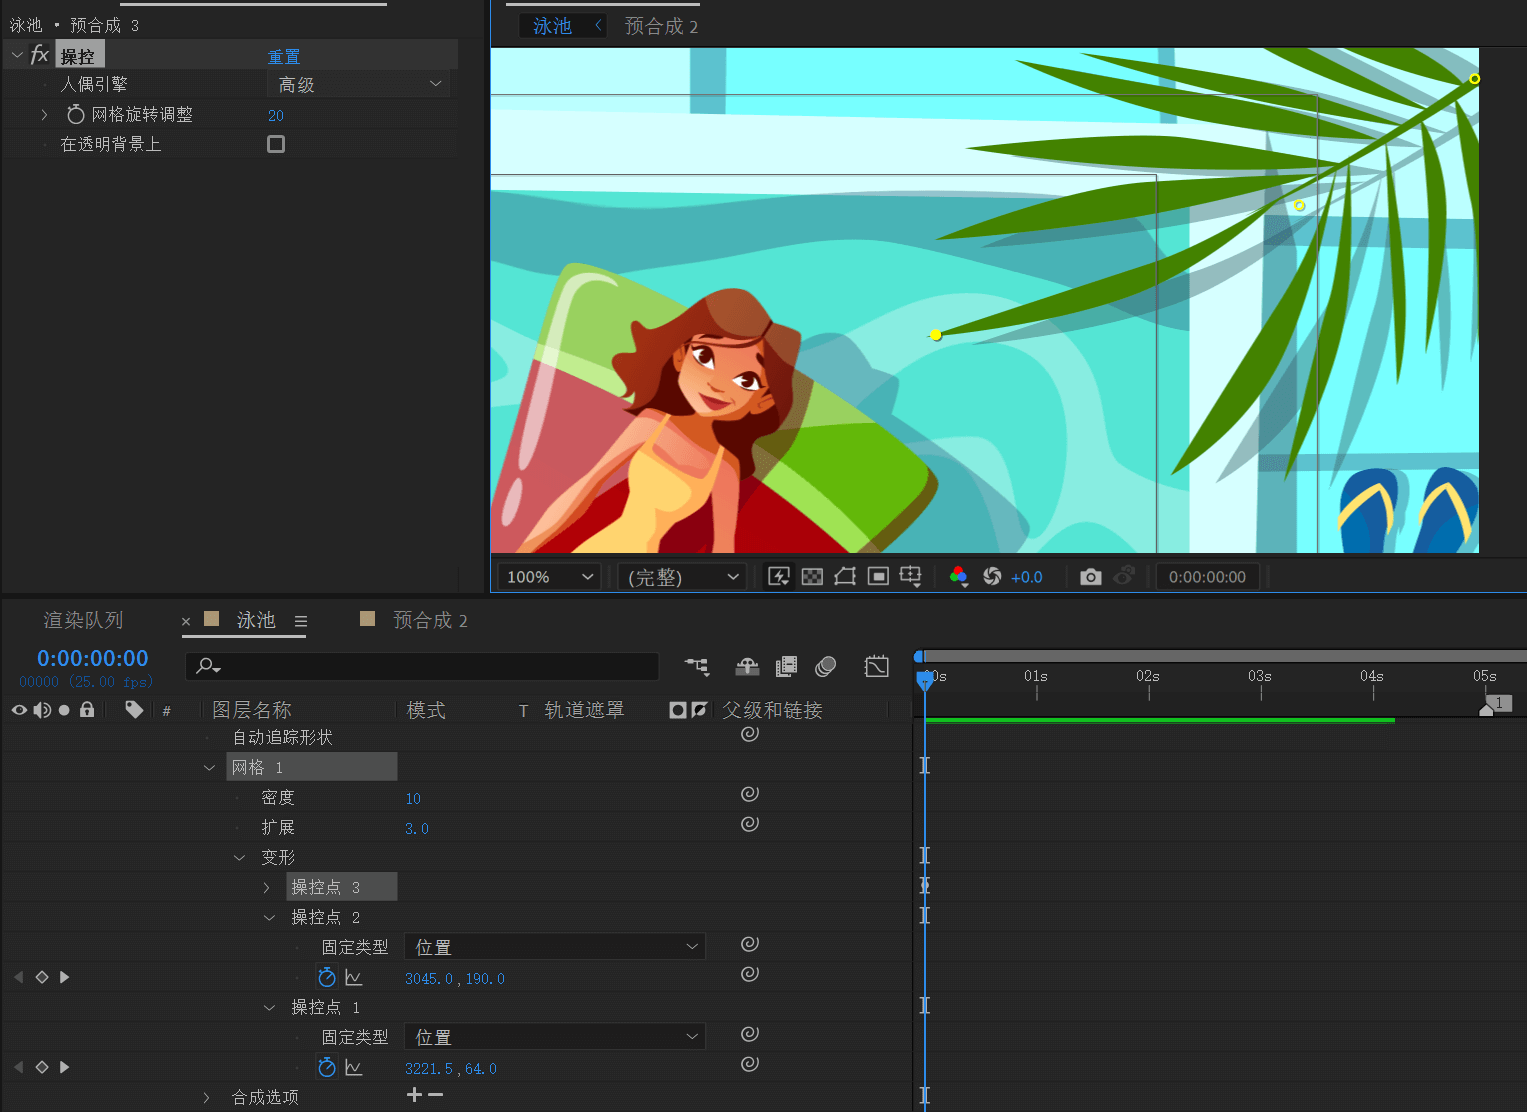 泳池 • 预合成 3
fx 操控 重置
人偶引擎 高级
网格旋转调整 20
在透明背景上
泳池 预合成 2
100% (完整) +0.0 0:00:00:00
渲染队列 × 泳池 预合成 2
0:00:00:00
00000 (25.00 fps)
00s 01s 02s 03s 04s 05s
# 图层名称 模式 T 轨道遮罩 父级和链接
1
自动追踪形状
网格 1
密度 10
扩展 3.0
变形
操控点 3
操控点 2
固定类型 位置
3045.0,190.0
操控点 1
固定类型 位置
3221.5,64.0
合成选项 +−